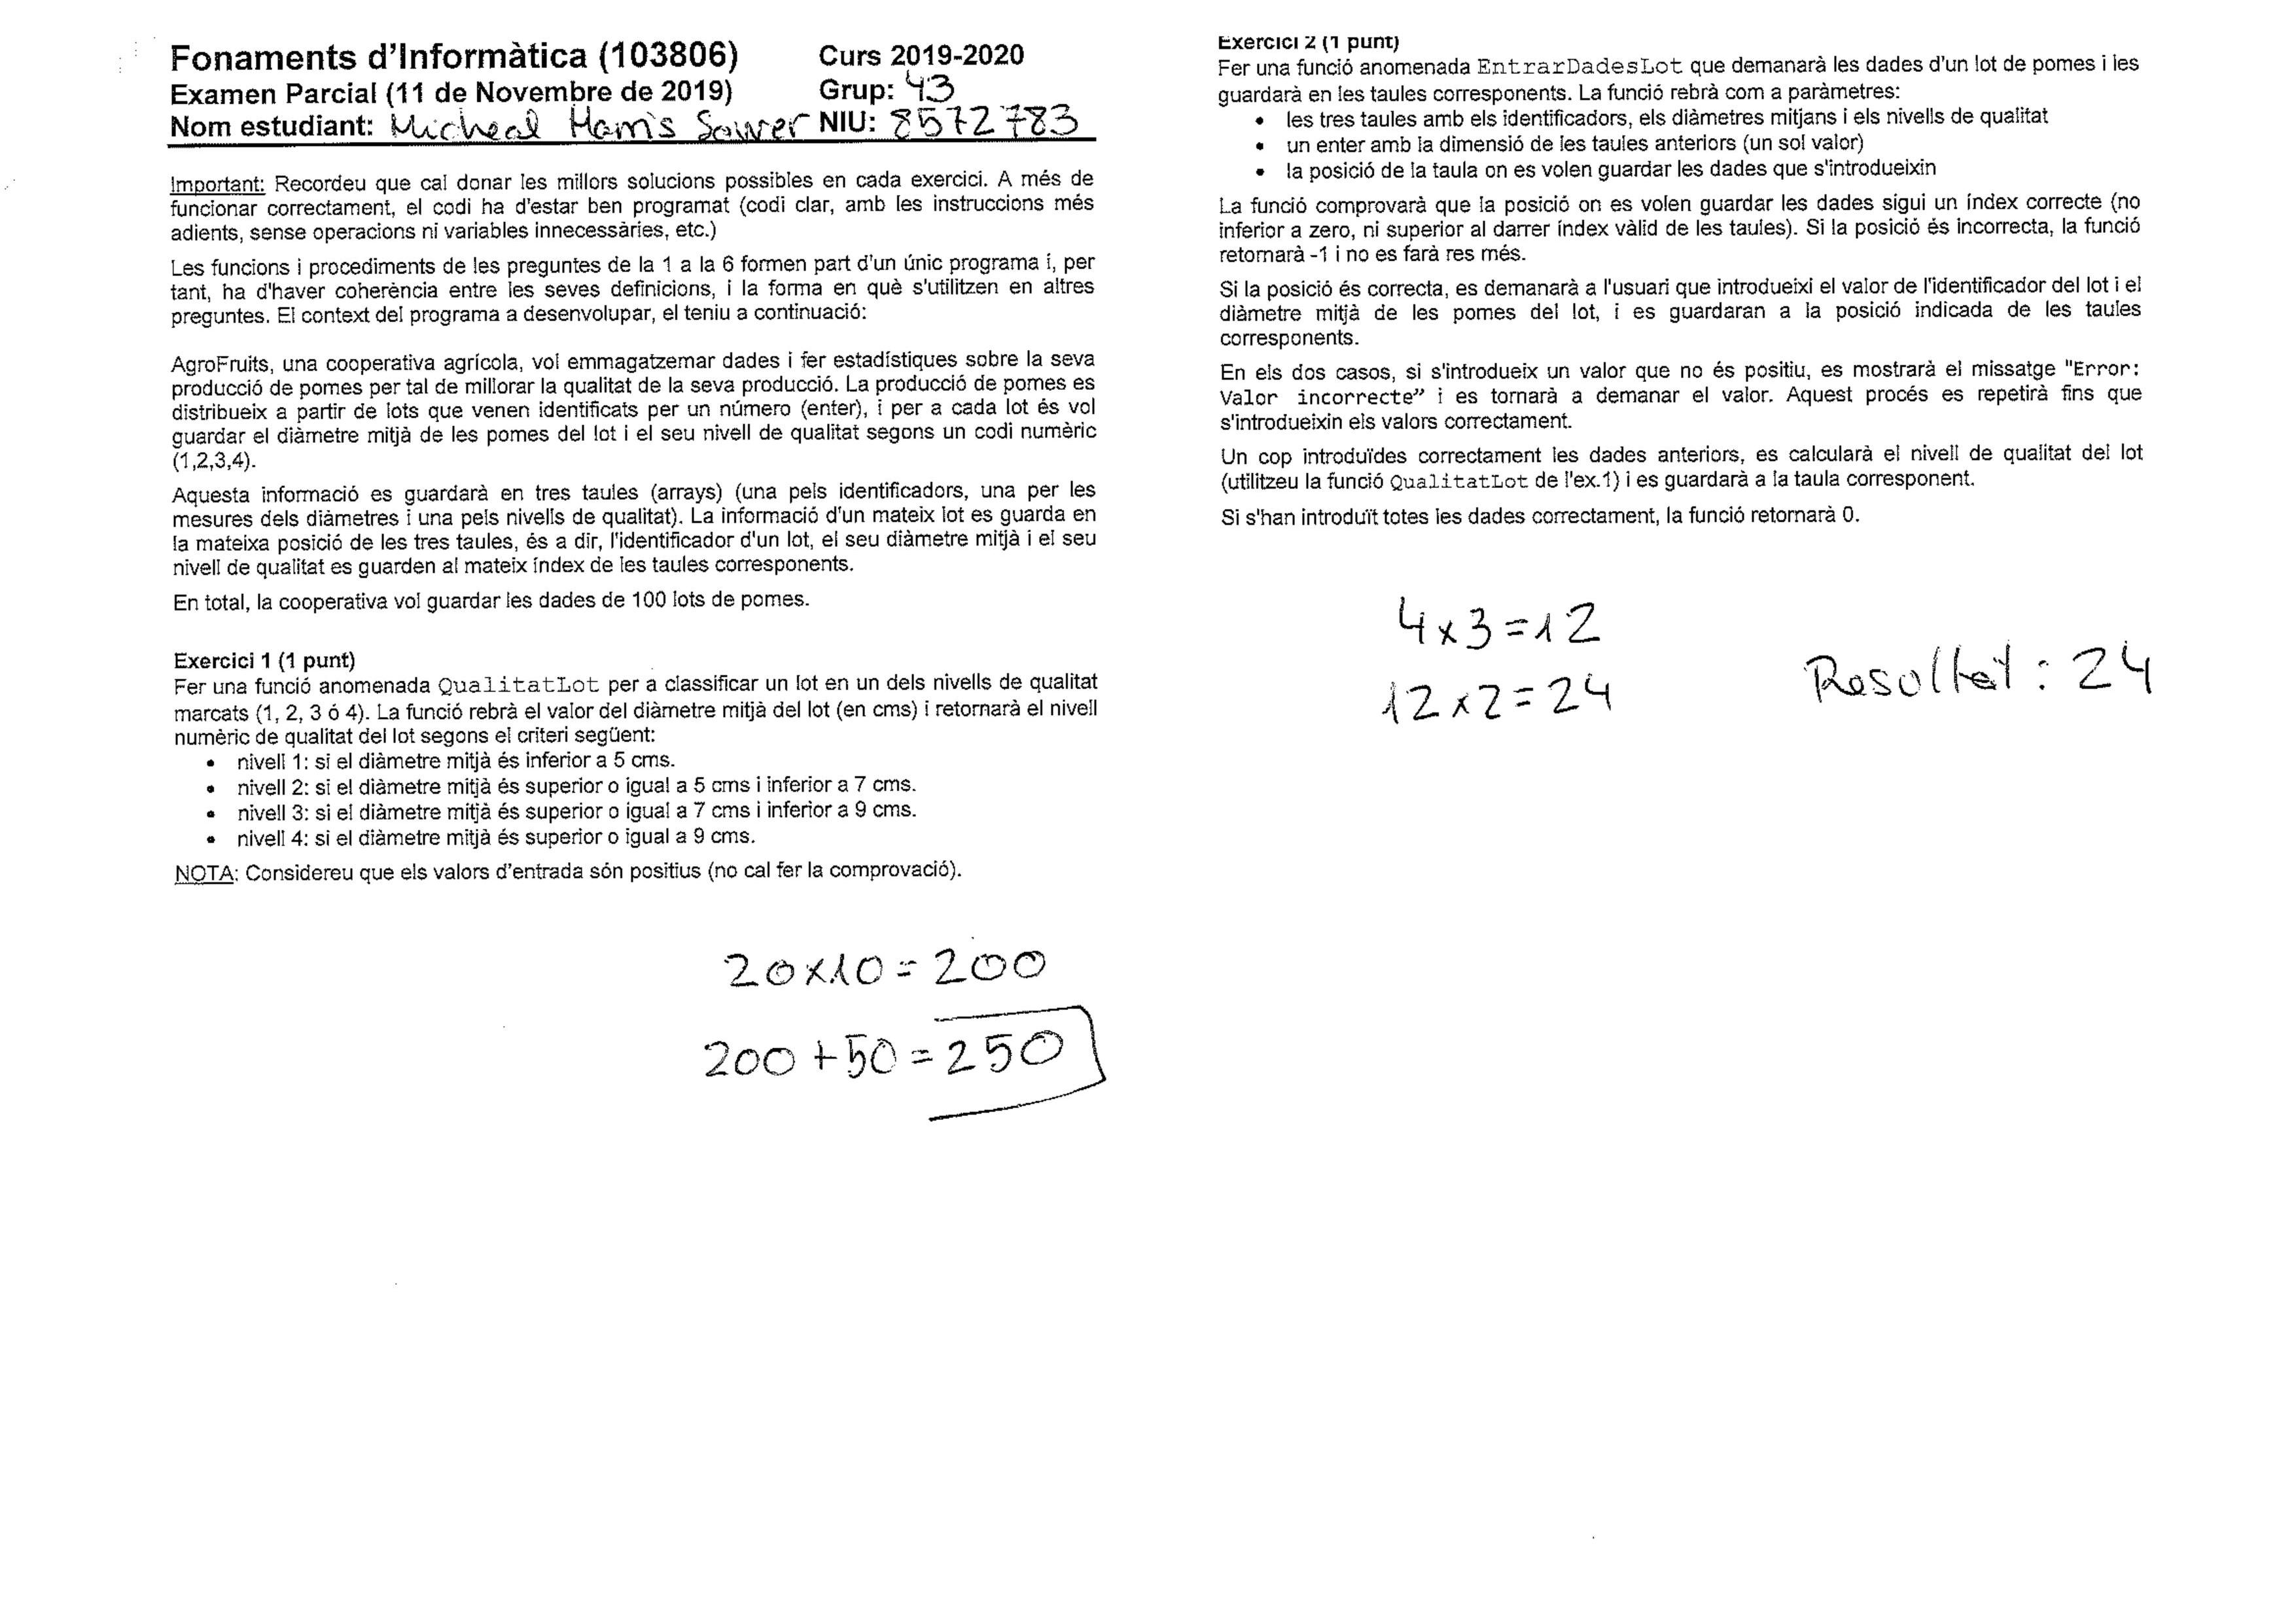 Fonaments d'Informàtica (103806) Curs 2019-2020
Examen Parcial (11 de Novembre de 2019) Grup: 43
Nom estudiant: Micheal Harris Sawer NIU: 8572783
Important: Recordeu que cal donar les millors solucions possibles en cada exercici. A més de
funcionar correctament, el codi ha d'estar ben programat (codi clar, amb les instruccions més
adients, sense operacions ni variables innecessàries, etc.)
Les funcions i procediments de les preguntes de la 1 a la 6 formen part d'un únic programa i, per
tant, ha d'haver coherència entre les seves definicions, i la forma en què s'utilitzen en altres
preguntes. El context del programa a desenvolupar, el teniu a continuació:
AgroFruits, una cooperativa agrícola, vol emmagatzemar dades i fer estadístiques sobre la seva
producció de pomes per tal de millorar la qualitat de la seva producció. La producció de pomes es
distribueix a partir de lots que venen identificats per un número (enter), i per a cada lot és vol
guardar el diàmetre mitjà de les pomes del lot i el seu nivell de qualitat segons un codi numèric
(1,2,3,4).
Aquesta informació es guardarà en tres taules (arrays) (una pels identificadors, una per les
mesures dels diàmetres i una pels nivells de qualitat). La informació d'un mateix lot es guarda en
la mateixa posició de les tres taules, és a dir, l'identificador d'un lot, el seu diàmetre mitjà i el seu
nivell de qualitat es guarden al mateix índex de les taules corresponents.
En total, la cooperativa vol guardar les dades de 100 lots de pomes.
Exercici 1 (1 punt)
Fer una funció anomenada QualitatLot per a classificar un lot en un dels nivells de qualitat
marcats (1, 2, 3 ó 4). La funció rebrà el valor del diàmetre mitjà del lot (en cms) i retornarà el nivell
numèric de qualitat del lot segons el criteri següent:
• nivell 1: si el diàmetre mitjà és inferior a 5 cms.
• nivell 2: si el diàmetre mitjà és superior o igual a 5 cms i inferior a 7 cms.
• nivell 3: si el diàmetre mitjà és superior o igual a 7 cms i inferior a 9 cms.
• nivell 4: si el diàmetre mitjà és superior o igual a 9 cms.
NOTA: Considereu que els valors d'entrada són positius (no cal fer la comprovació).
20x10=200
200+50=250
Exercici 2 (1 punt)
Fer una funció anomenada EntrarDadesLot que demanarà les dades d'un lot de pomes i les
guardarà en les taules corresponents. La funció rebrà com a paràmetres:
• les tres taules amb els identificadors, els diàmetres mitjans i els nivells de qualitat
• un enter amb la dimensió de les taules anteriors (un sol valor)
• la posició de la taula on es volen guardar les dades que s'introdueixin
La funció comprovarà que la posició on es volen guardar les dades sigui un índex correcte (no
inferior a zero, ni superior al darrer índex vàlid de les taules). Si la posició és incorrecta, la funció
retornarà -1 i no es farà res més.
Si la posició és correcta, es demanarà a l'usuari que introdueixi el valor de l'identificador del lot i el
diàmetre mitjà de les pomes del lot, i es guardaran a la posició indicada de les taules
corresponents.
En els dos casos, si s'introdueix un valor que no és positiu, es mostrarà el missatge "Error:
Valor incorrecte” i es tornarà a demanar el valor. Aquest procés es repetirà fins que
s'introdueixin els valors correctament.
Un cop introduïdes correctament les dades anteriors, es calcularà el nivell de qualitat del lot
(utilitzeu la funció QualitatLot de l'ex.1) i es guardarà a la taula corresponent.
Si s'han introduït totes les dades correctament, la funció retornarà 0.
4x3=12
12x2=24
Resultat: 24